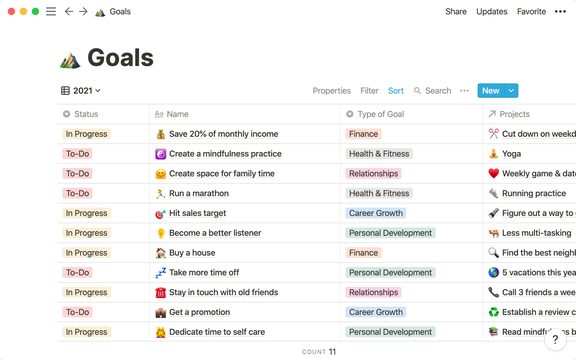 Goals Share Updates Favorite
Goals
2021 Properties Filter Sort Search New
Status Name Type of Goal Projects
In Progress Save 20% of monthly income Finance Cut down on weekd
To-Do Create a mindfulness practice Health & Fitness Yoga
To-Do Create space for family time Relationships Weekly game & date
To-Do Run a marathon Health & Fitness Running practice
In Progress Hit sales target Career Growth Figure out a way to
In Progress Become a better listener Personal Development Less multi-tasking
In Progress Buy a house Finance Find the best neighb
To-Do Take more time off Personal Development 5 vacations this yea
In Progress Stay in touch with old friends Relationships Call 3 friends a wee
To-Do Get a promotion Career Growth Establish a review c
In Progress Dedicate time to self care Personal Development Read mindfulness b
COUNT 11 ?